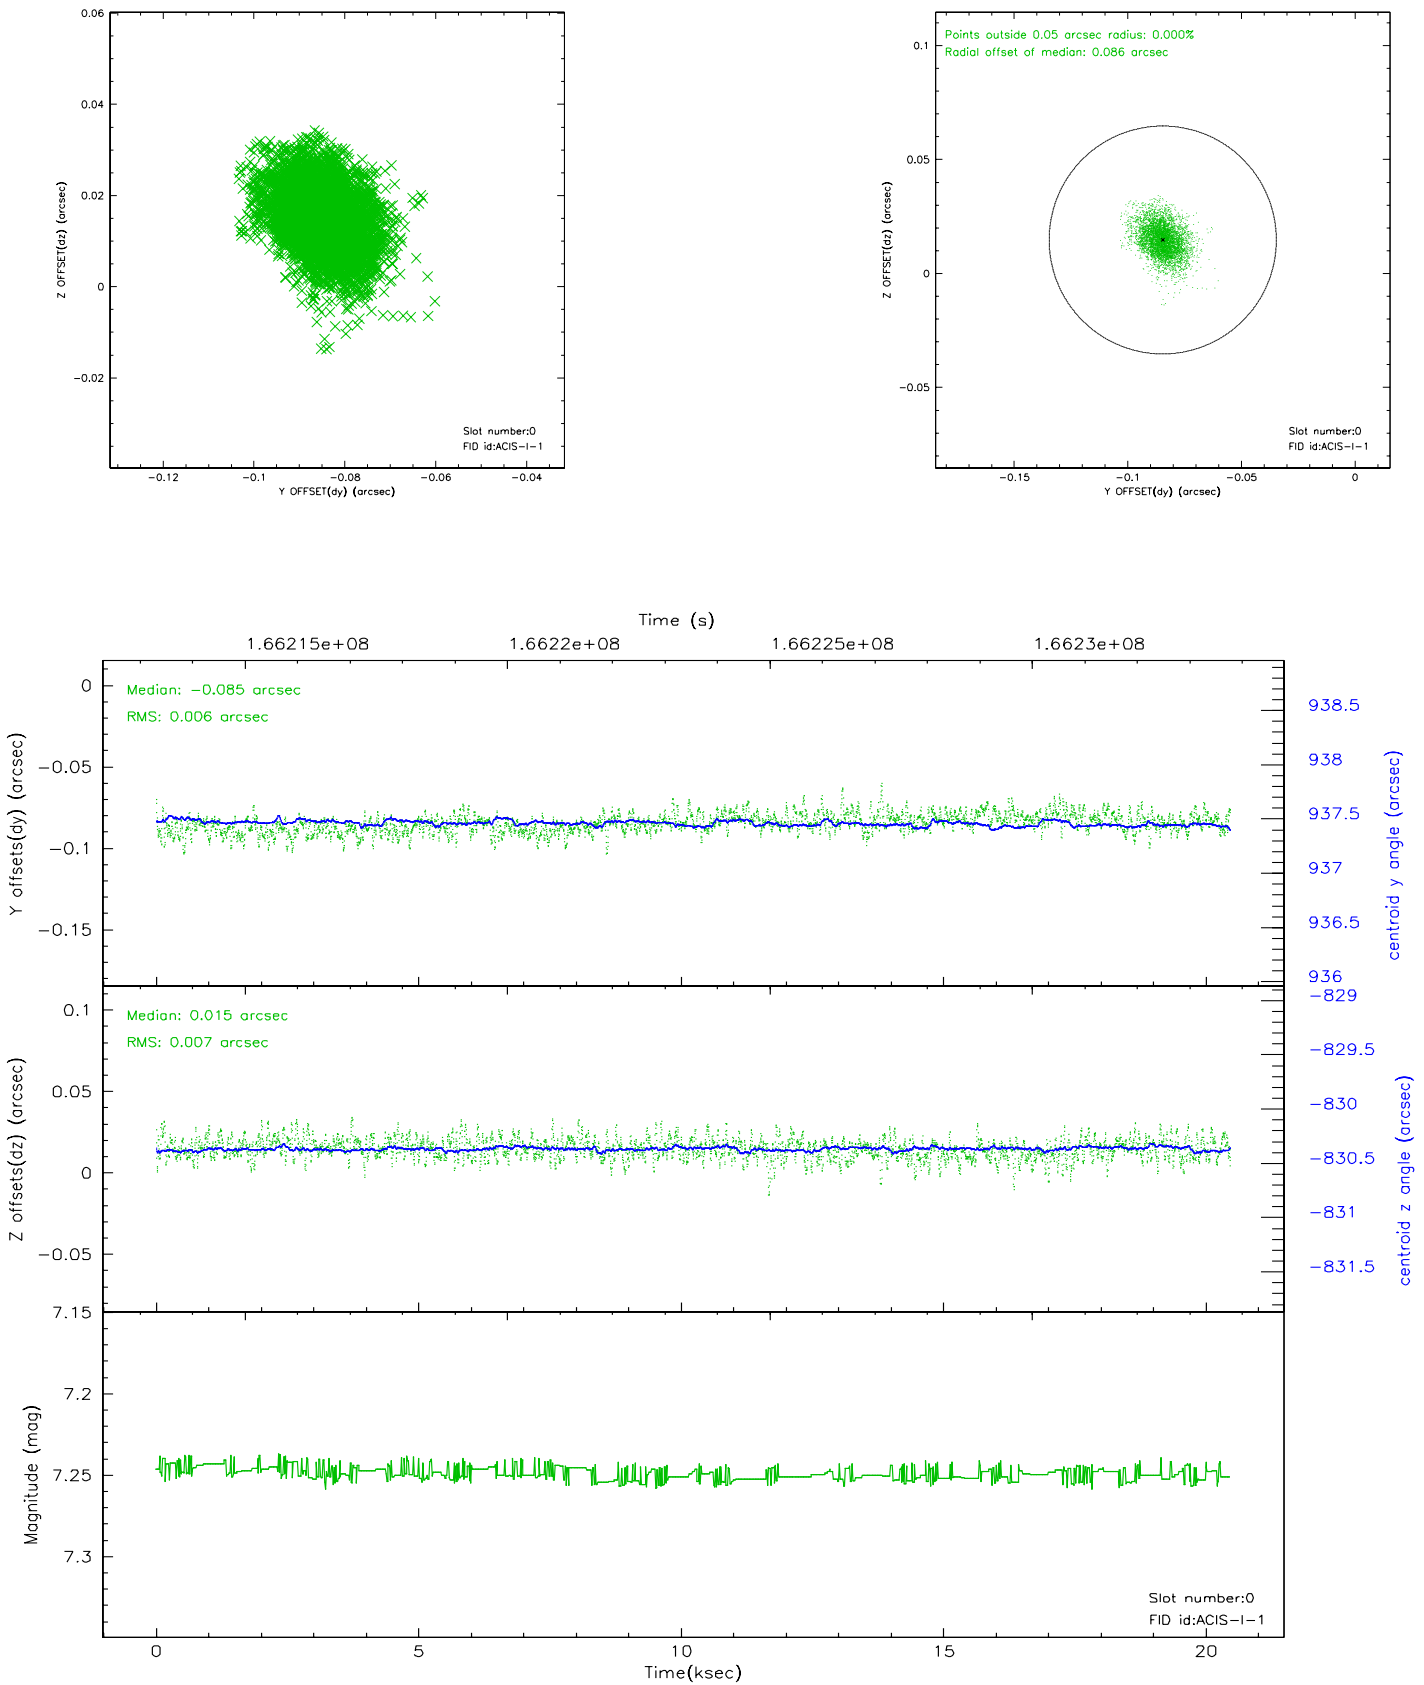 0.06
0.04
0.02
0
−0.02
Z OFFSET(dz) (arcsec)
Slot number:0
FID id:ACIS−I−1
−0.12 −0.1 −0.08 −0.06 −0.04
Y OFFSET(dy) (arcsec)
Points outside 0.05 arcsec radius: 0.000%
Radial offset of median: 0.086 arcsec
0.1
0.05
0
−0.05
Z OFFSET(dz) (arcsec)
Slot number:0
FID id:ACIS−I−1
−0.15 −0.1 −0.05 0
Y OFFSET(dy) (arcsec)
Time (s)
1.66215e+08 1.6622e+08 1.66225e+08 1.6623e+08
Median: −0.085 arcsec
RMS: 0.006 arcsec
0
−0.05
−0.1
−0.15
Y offsets(dy) (arcsec)
938.5
938
937.5
937
936.5
936
centroid y angle (arcsec)
Median: 0.015 arcsec
RMS: 0.007 arcsec
0.1
0.05
0
−0.05
Z offsets(dz) (arcsec)
−829
−829.5
−830
−830.5
−831
−831.5
centroid z angle (arcsec)
7.15
7.2
7.25
7.3
Magnitude (mag)
Slot number:0
FID id:ACIS−I−1
0 5 10 15 20
Time(ksec)